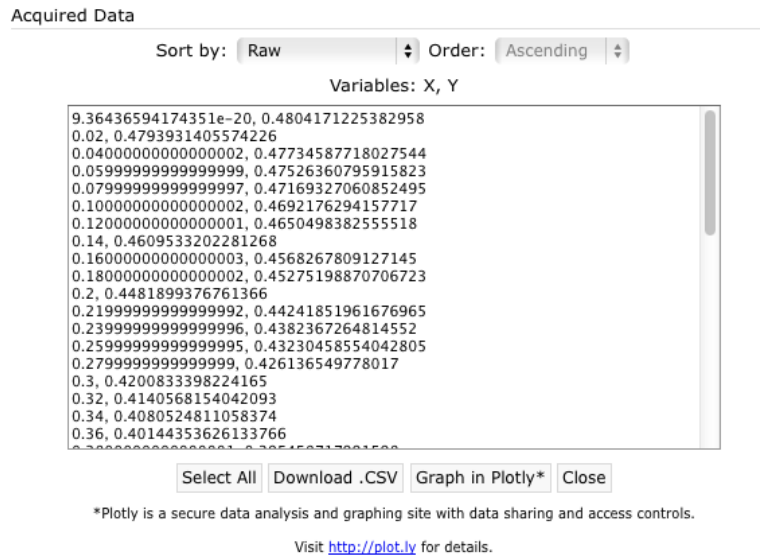 Acquired Data
Sort by: Raw Order: Ascending
Variables: X, Y
9.36436594174351e-20, 0.4804171225382958
0.02, 0.4793931405574226
0.04000000000000002, 0.47734587718027544
0.05999999999999999, 0.47526360795915823
0.07999999999999997, 0.47169327060852495
0.10000000000000002, 0.4692176294157717
0.12000000000000001, 0.4650498382555518
0.14, 0.4609533202281268
0.16000000000000003, 0.4568267809127145
0.18000000000000002, 0.45275198870706723
0.2, 0.4481899376761366
0.21999999999999992, 0.44241851961676965
0.23999999999999996, 0.4382367264814552
0.25999999999999995, 0.43230458554042805
0.2799999999999999, 0.426136549778017
0.3, 0.4200833398224165
0.32, 0.4140568154042093
0.34, 0.4080524811058374
0.36, 0.40144353626133766
Select All Download .CSV Graph in Plotly* Close
*Plotly is a secure data analysis and graphing site with data sharing and access controls.
Visit http://plot.ly for details.